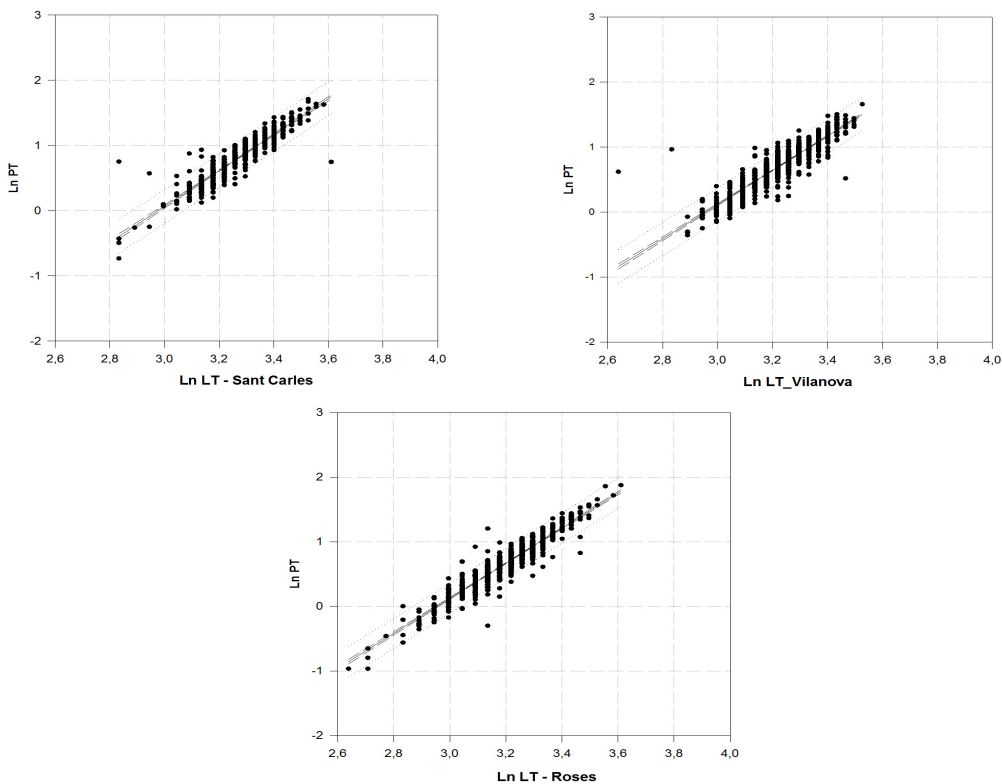 3
2
1
0
-1
-2
Ln PT
2,6 2,8 3,0 3,2 3,4 3,6 3,8 4,0
Ln LT - Sant Carles
3
2
1
0
-1
-2
Ln PT
2,6 2,8 3,0 3,2 3,4 3,6 3,8 4,0
Ln LT_Vilanova
3
2
1
0
-1
-2
Ln PT
2,6 2,8 3,0 3,2 3,4 3,6 3,8 4,0
Ln LT - Roses